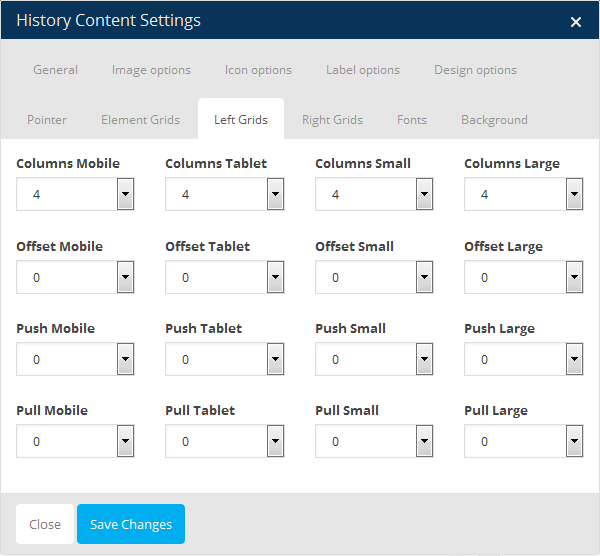 History Content Settings
General Image options Icon options Label options Design options
Pointer Element Grids Left Grids Right Grids Fonts Background
Columns Mobile Columns Tablet Columns Small Columns Large
4 4 4 4
Offset Mobile Offset Tablet Offset Small Offset Large
0 0 0 0
Push Mobile Push Tablet Push Small Push Large
0 0 0 0
Pull Mobile Pull Tablet Pull Small Pull Large
0 0 0 0
Close Save Changes